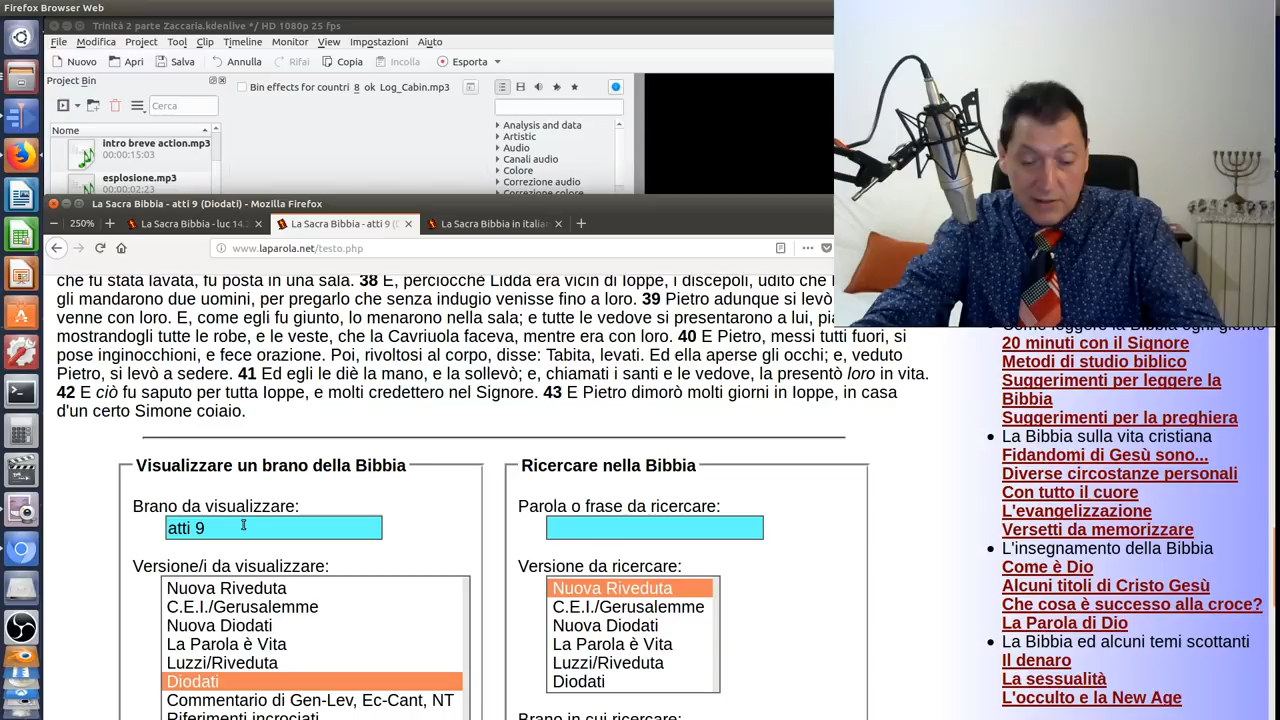 Firefox Browser Web
Trinità 2 parte Zaccaria.kdenlive */ HD 1080p 25 fps
File Modifica Project Tool Clip Timeline Monitor View Impostazioni Aiuto
Nuovo Apri Salva Annulla Rifai Copia Incolla Esporta
Project Bin
Bin effects for countri 8 ok Log_Cabin.mp3
Cerca
Nome
intro breve action.mp3
00:00:15:03
esplosione.mp3
00:00:02:23
Analysis and data
Artistic
Audio
Canali audio
Colore
Correzione audio
Correzione colore
La Sacra Bibbia - atti 9 (Diodati) - Mozilla Firefox
250%
La Sacra Bibbia - luc 14.2
La Sacra Bibbia - atti 9 (
La Sacra Bibbia in italian
www.laparola.net/testo.php
che fu stata lavata, fu posta in una sala. 38 E, perciocchè Lidda era vicin di Ioppe, i discepoli, udito che
gli mandarono due uomini, per pregarlo che senza indugio venisse fino a loro. 39 Pietro adunque si levò
venne con loro. E, come egli fu giunto, lo menarono nella sala; e tutte le vedove si presentarono a lui,
mostrandogli tutte le robe, e le veste, che la Cavriuola faceva, mentre era con loro. 40 E Pietro, messi tutti fuori, si
pose inginocchioni, e fece orazione. Poi, rivoltosi al corpo, disse: Tabita, levati. Ed ella aperse gli occhi; e, veduto
Pietro, si levò a sedere. 41 Ed egli le diè la mano, e la sollevò; e, chiamati i santi e le vedove, la presentò loro in vita.
42 E ciò fu saputo per tutta Ioppe, e molti credettero nel Signore. 43 E Pietro dimorò molti giorni in Ioppe, in casa
d'un certo Simone coiaio.
Visualizzare un brano della Bibbia
Brano da visualizzare:
atti 9
Versione/i da visualizzare:
Nuova Riveduta
C.E.I./Gerusalemme
Nuova Diodati
La Parola è Vita
Luzzi/Riveduta
Diodati
Commentario di Gen-Lev, Ec-Cant, NT
Riferimenti incrociati
Ricercare nella Bibbia
Parola o frase da ricercare:
Versione da ricercare:
Nuova Riveduta
C.E.I./Gerusalemme
Nuova Diodati
La Parola è Vita
Luzzi/Riveduta
Diodati
Brano in cui ricercare:
Come leggere la Bibbia ogni giorno
20 minuti con il Signore
Metodi di studio biblico
Suggerimenti per leggere la
Bibbia
Suggerimenti per la preghiera
La Bibbia sulla vita cristiana
Fidandomi di Gesù sono...
Diverse circostanze personali
Con tutto il cuore
L'evangelizzazione
Versetti da memorizzare
L'insegnamento della Bibbia
Come è Dio
Alcuni titoli di Cristo Gesù
Che cosa è successo alla croce?
La Parola di Dio
La Bibbia ed alcuni temi scottanti
Il denaro
La sessualità
L'occulto e la New Age